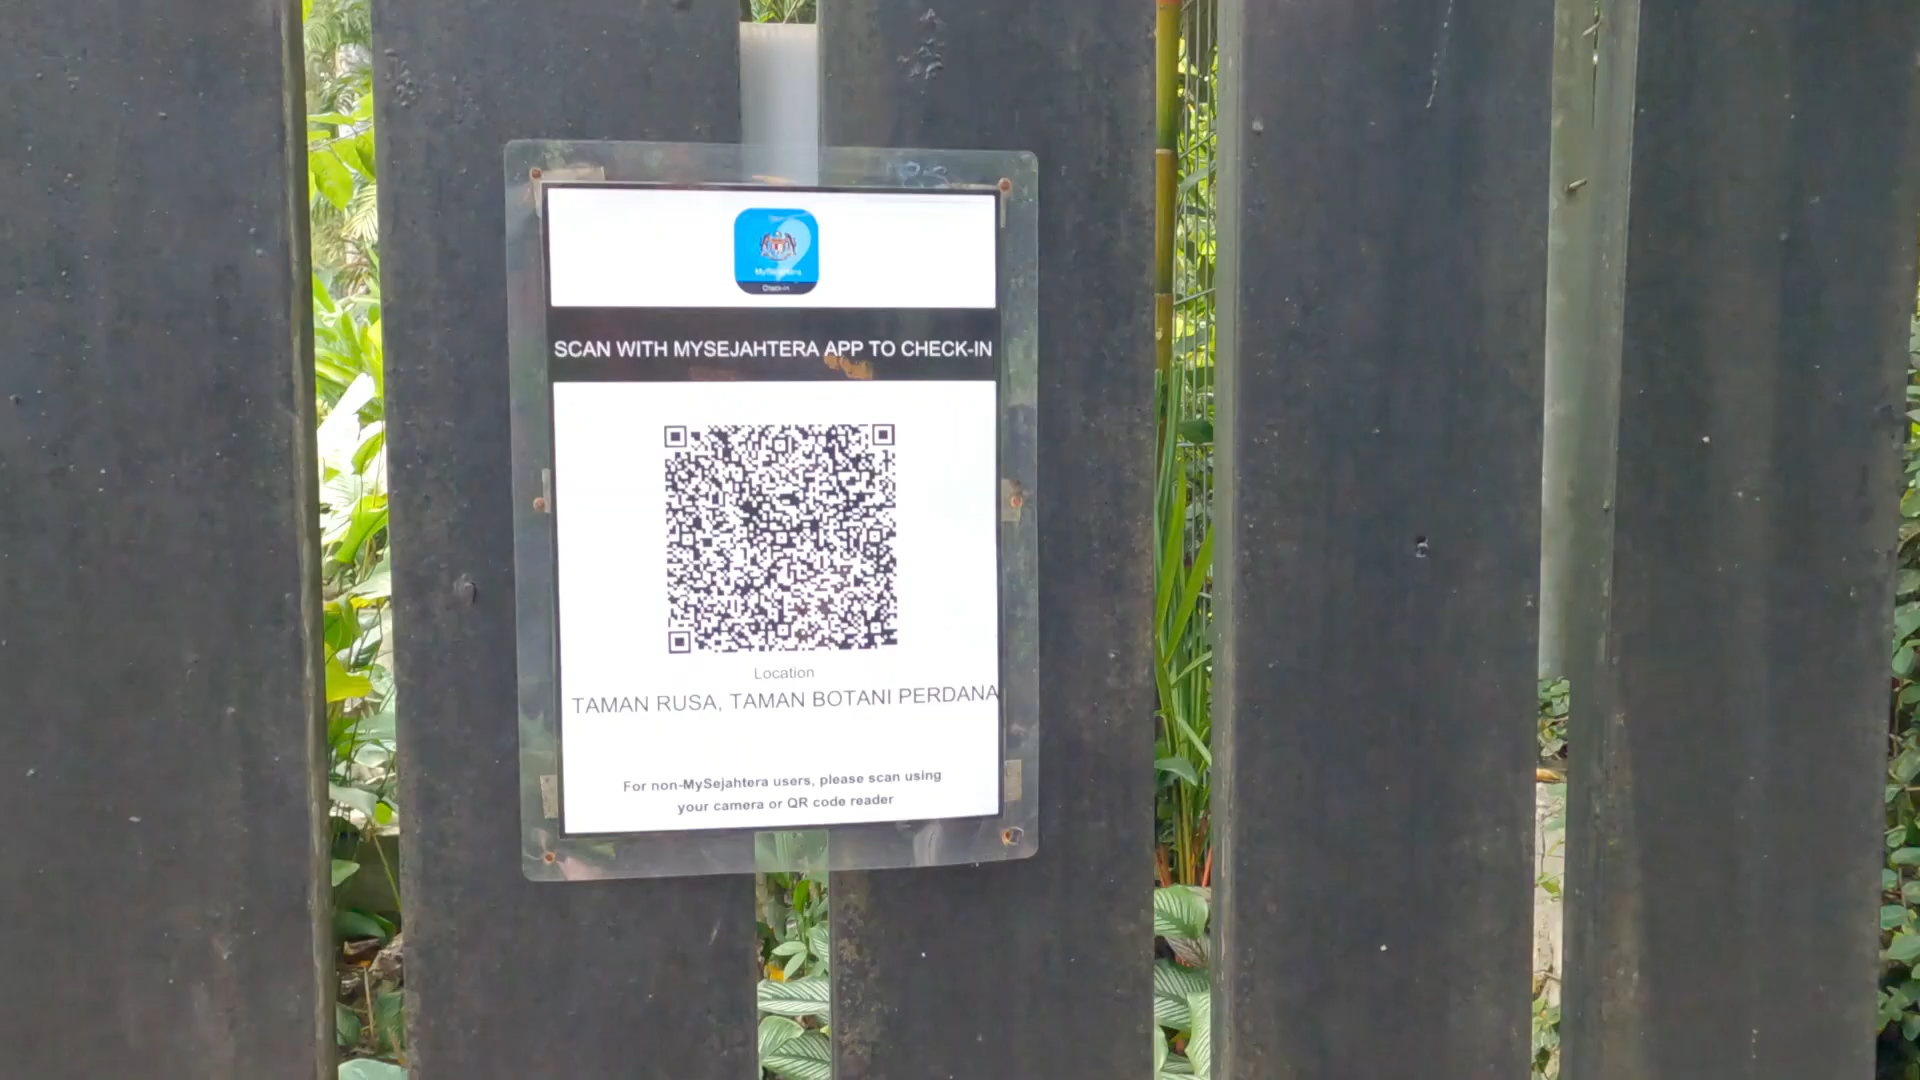 MySejahtera
Check-in
SCAN WITH MYSEJAHTERA APP TO CHECK-IN
Location
TAMAN RUSA, TAMAN BOTANI PERDANA
For non-MySejahtera users, please scan using
your camera or QR code reader